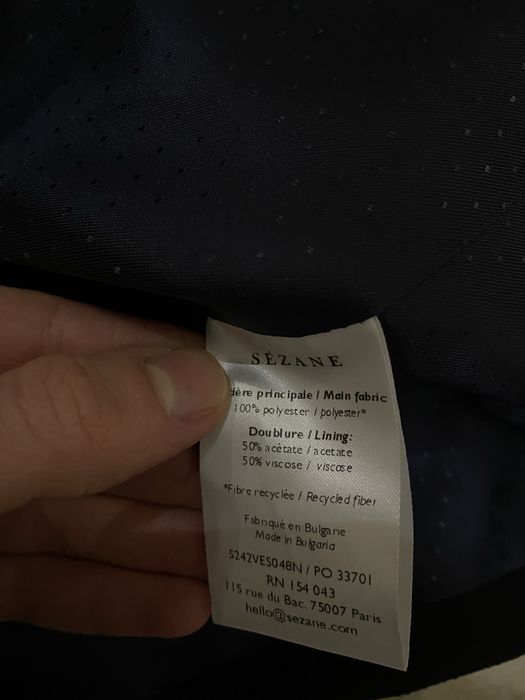 SÉZANE
ière principale / Main fabric
100% polyester / polyester*
Doublure / Lining:
50% acétate / acetate
50% viscose / viscose
*Fibre recyclée / Recycled fiber
Fabriqué en Bulgarie
Made in Bulgaria
S242VES048N / PO 33701
RN 154 043
115 rue du Bac, 75007 Paris
hello@sezane.com